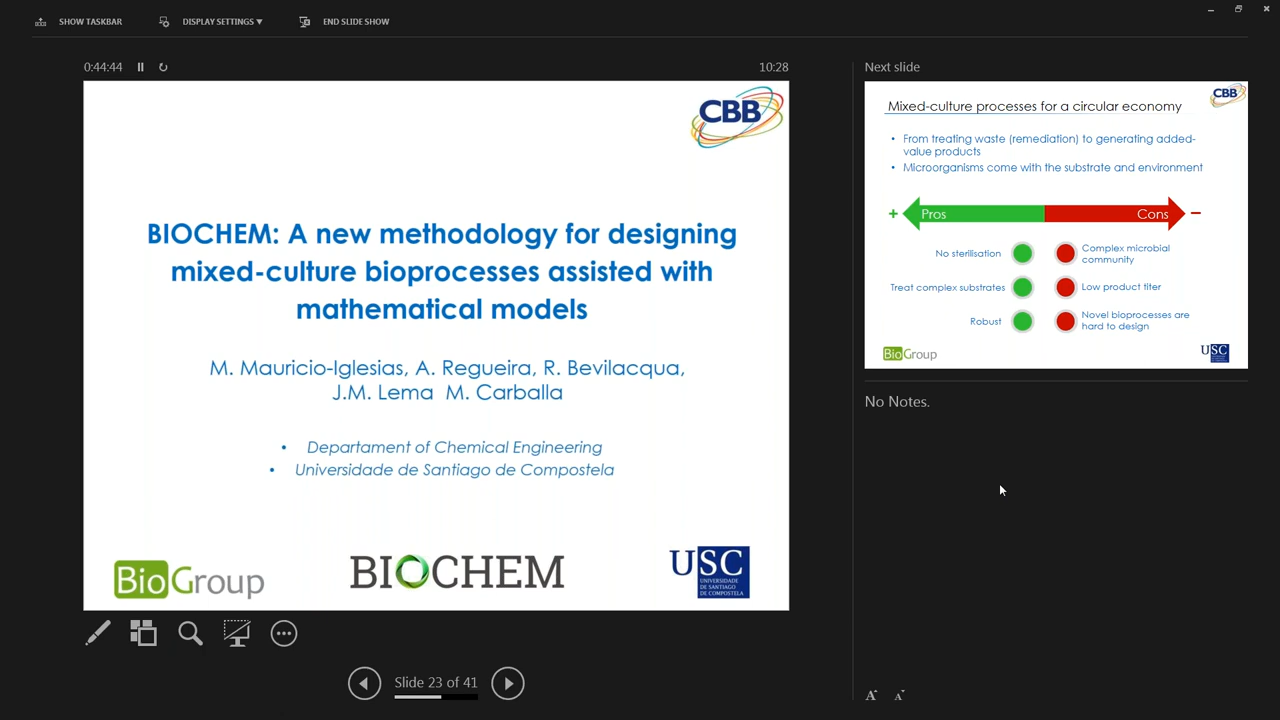 SHOW TASKBAR
DISPLAY SETTINGS ▾
END SLIDE SHOW
0:44:44
10:28
CBB
BIOCHEM: A new methodology for designing
mixed-culture bioprocesses assisted with
mathematical models
M. Mauricio-Iglesias, A. Regueira, R. Bevilacqua,
J.M. Lema M. Carballa
• Departament of Chemical Engineering
• Universidade de Santiago de Compostela
BioGroup
BIOCHEM
USC
UNIVERSIDADE
DE SANTIAGO
DE COMPOSTELA
Slide 23 of 41
Next slide
Mixed-culture processes for a circular economy
CBB
• From treating waste (remediation) to generating added-
value products
• Microorganisms come with the substrate and environment
+ Pros Cons −
No sterilisation
Complex microbial
community
Treat complex substrates
Low product titer
Robust
Novel bioprocesses are
hard to design
BioGroup
USC
No Notes.
A A